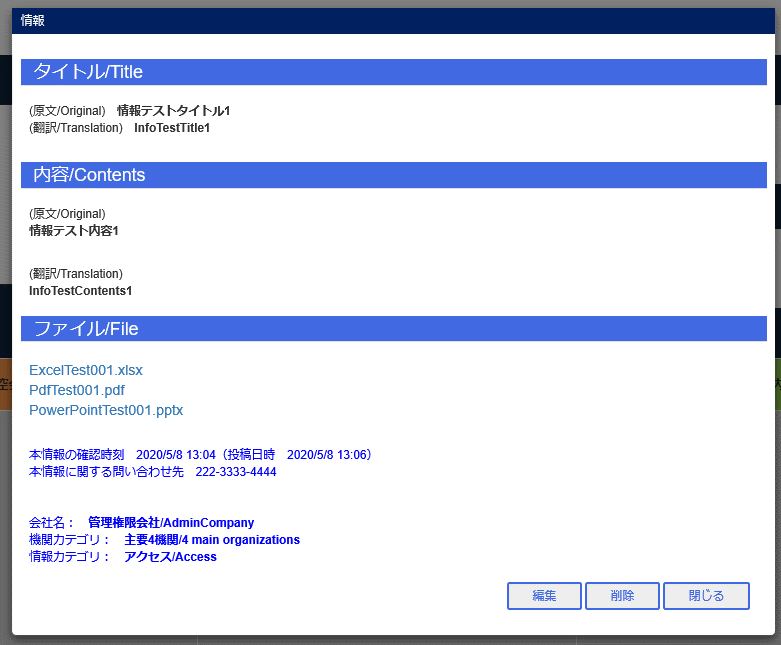 情報
タイトル/Title
(原文/Original)　情報テストタイトル1
(翻訳/Translation)　InfoTestTitle1
内容/Contents
(原文/Original)
情報テスト内容1
(翻訳/Translation)
InfoTestContents1
ファイル/File
ExcelTest001.xlsx
PdfTest001.pdf
PowerPointTest001.pptx
本情報の確認時刻　2020/5/8 13:04（投稿日時　2020/5/8 13:06）
本情報に関する問い合わせ先　222-3333-4444
会社名：　管理権限会社/AdminCompany
機関カテゴリ：　主要4機関/4 main organizations
情報カテゴリ：　アクセス/Access
編集 削除 閉じる